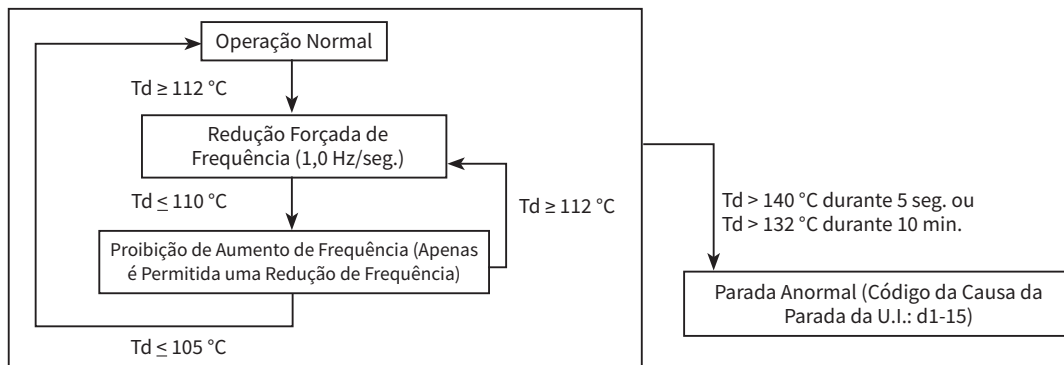 Operação Normal
Td ≥ 112 °C
Redução Forçada de
Frequência (1,0 Hz/seg.)
Td ≤ 110 °C
Td ≥ 112 °C
Proibição de Aumento de Frequência (Apenas
é Permitida uma Redução de Frequência)
Td ≤ 105 °C
Td > 140 °C durante 5 seg. ou
Td > 132 °C durante 10 min.
Parada Anormal (Código da Causa da
Parada da U.I.: d1-15)